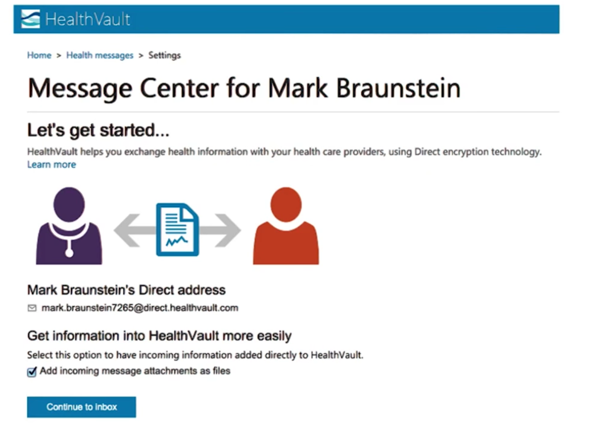 HealthVault
Home > Health messages > Settings
Message Center for Mark Braunstein
Let's get started...
HealthVault helps you exchange health information with your health care providers, using Direct encryption technology.
Learn more
Mark Braunstein's Direct address
mark.braunstein7265@direct.healthvault.com
Get information into HealthVault more easily
Select this option to have incoming information added directly to HealthVault.
Add incoming message attachments as files
Continue to inbox